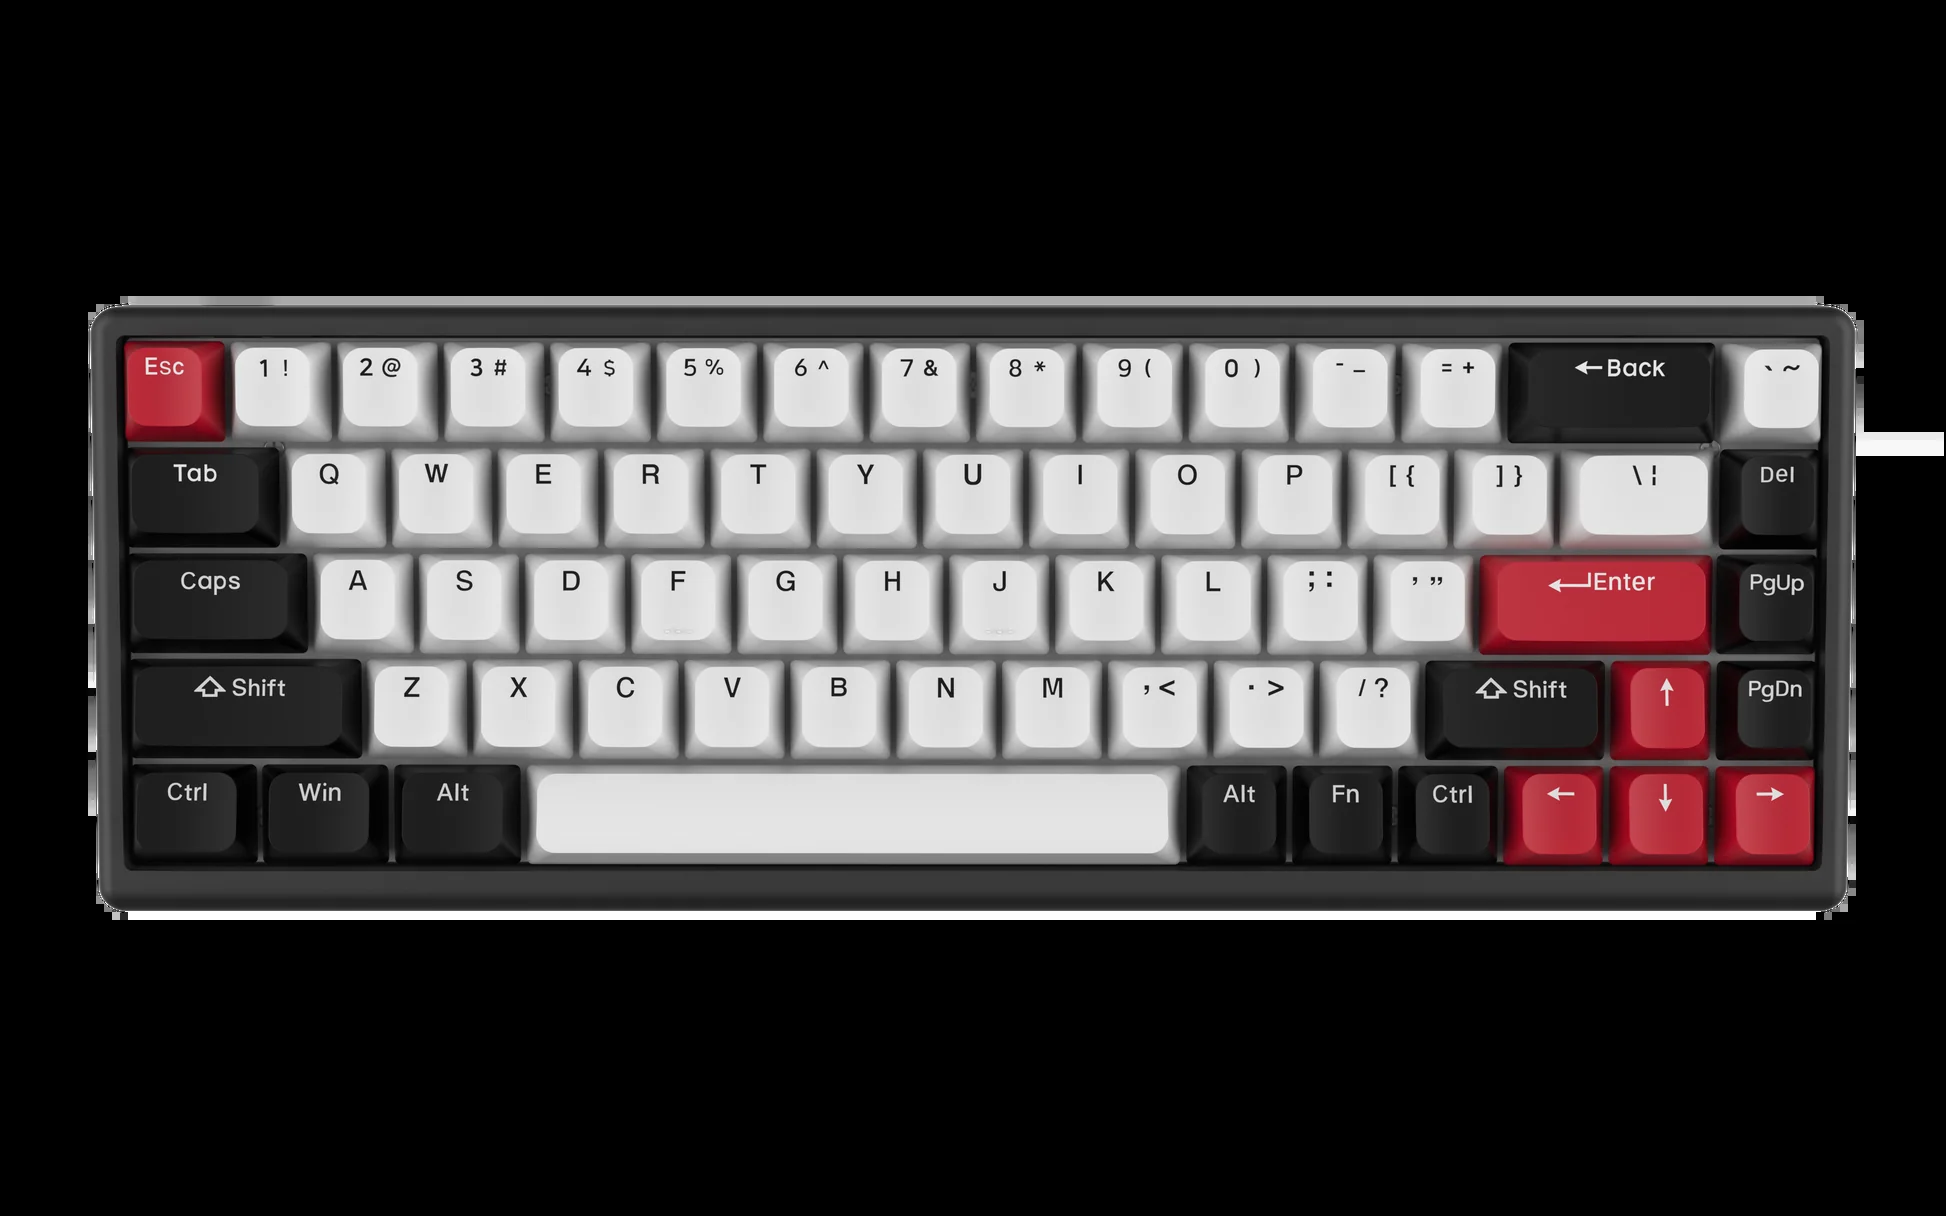 Esc 1 ! 2 @ 3 # 4 $ 5 % 6 ^ 7 & 8 * 9 ( 0 ) - _ = + ←Back ` ~
Tab Q W E R T Y U I O P [ { ] } \ ¦ Del
Caps A S D F G H J K L ; : ’ ” Enter PgUp
Shift Z X C V B N M , < . > / ? Shift ↑ PgDn
Ctrl Win Alt Alt Fn Ctrl ← ↓ →